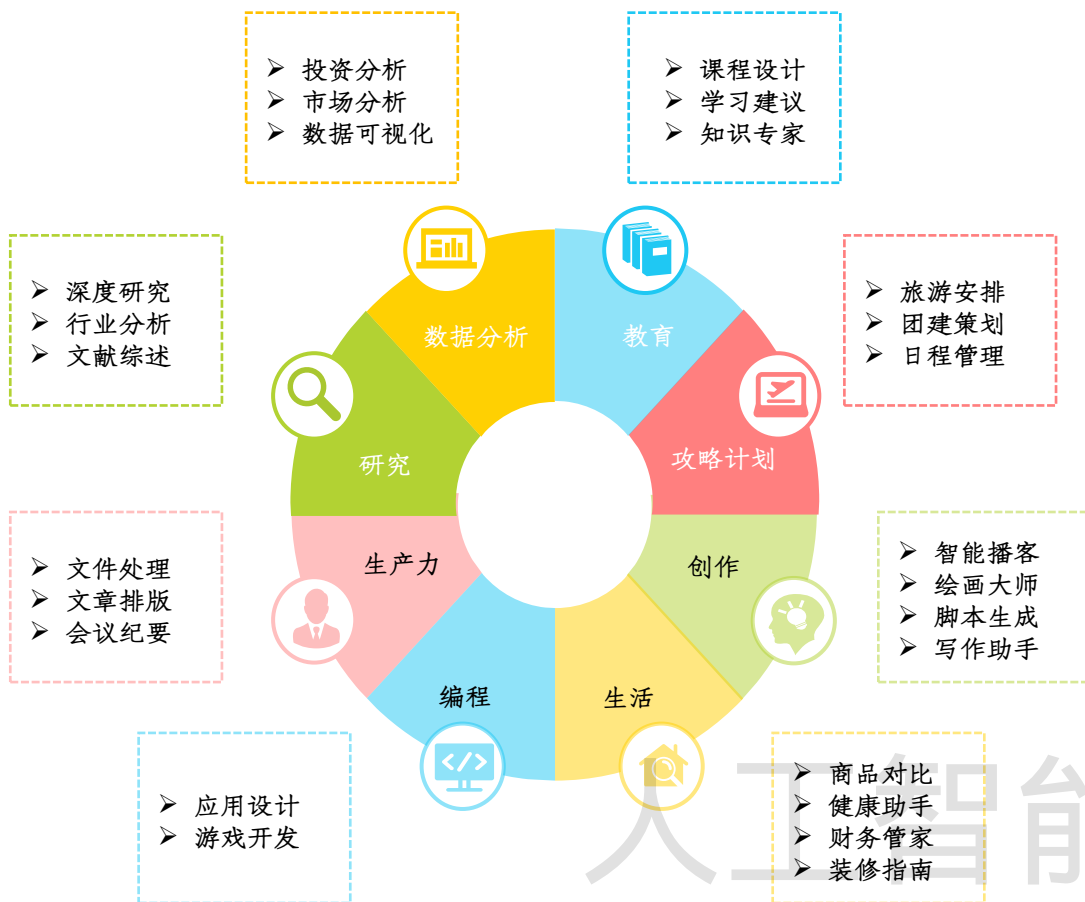 投资分析
市场分析
数据可视化
课程设计
学习建议
知识专家
深度研究
行业分析
文献综述
旅游安排
团建策划
日程管理
数据分析
教育
研究
攻略计划
生产力
创作
编程
生活
文件处理
文章排版
会议纪要
智能播客
绘画大师
脚本生成
写作助手
应用设计
游戏开发
商品对比
健康助手
财务管家
装修指南
</>
人工智能